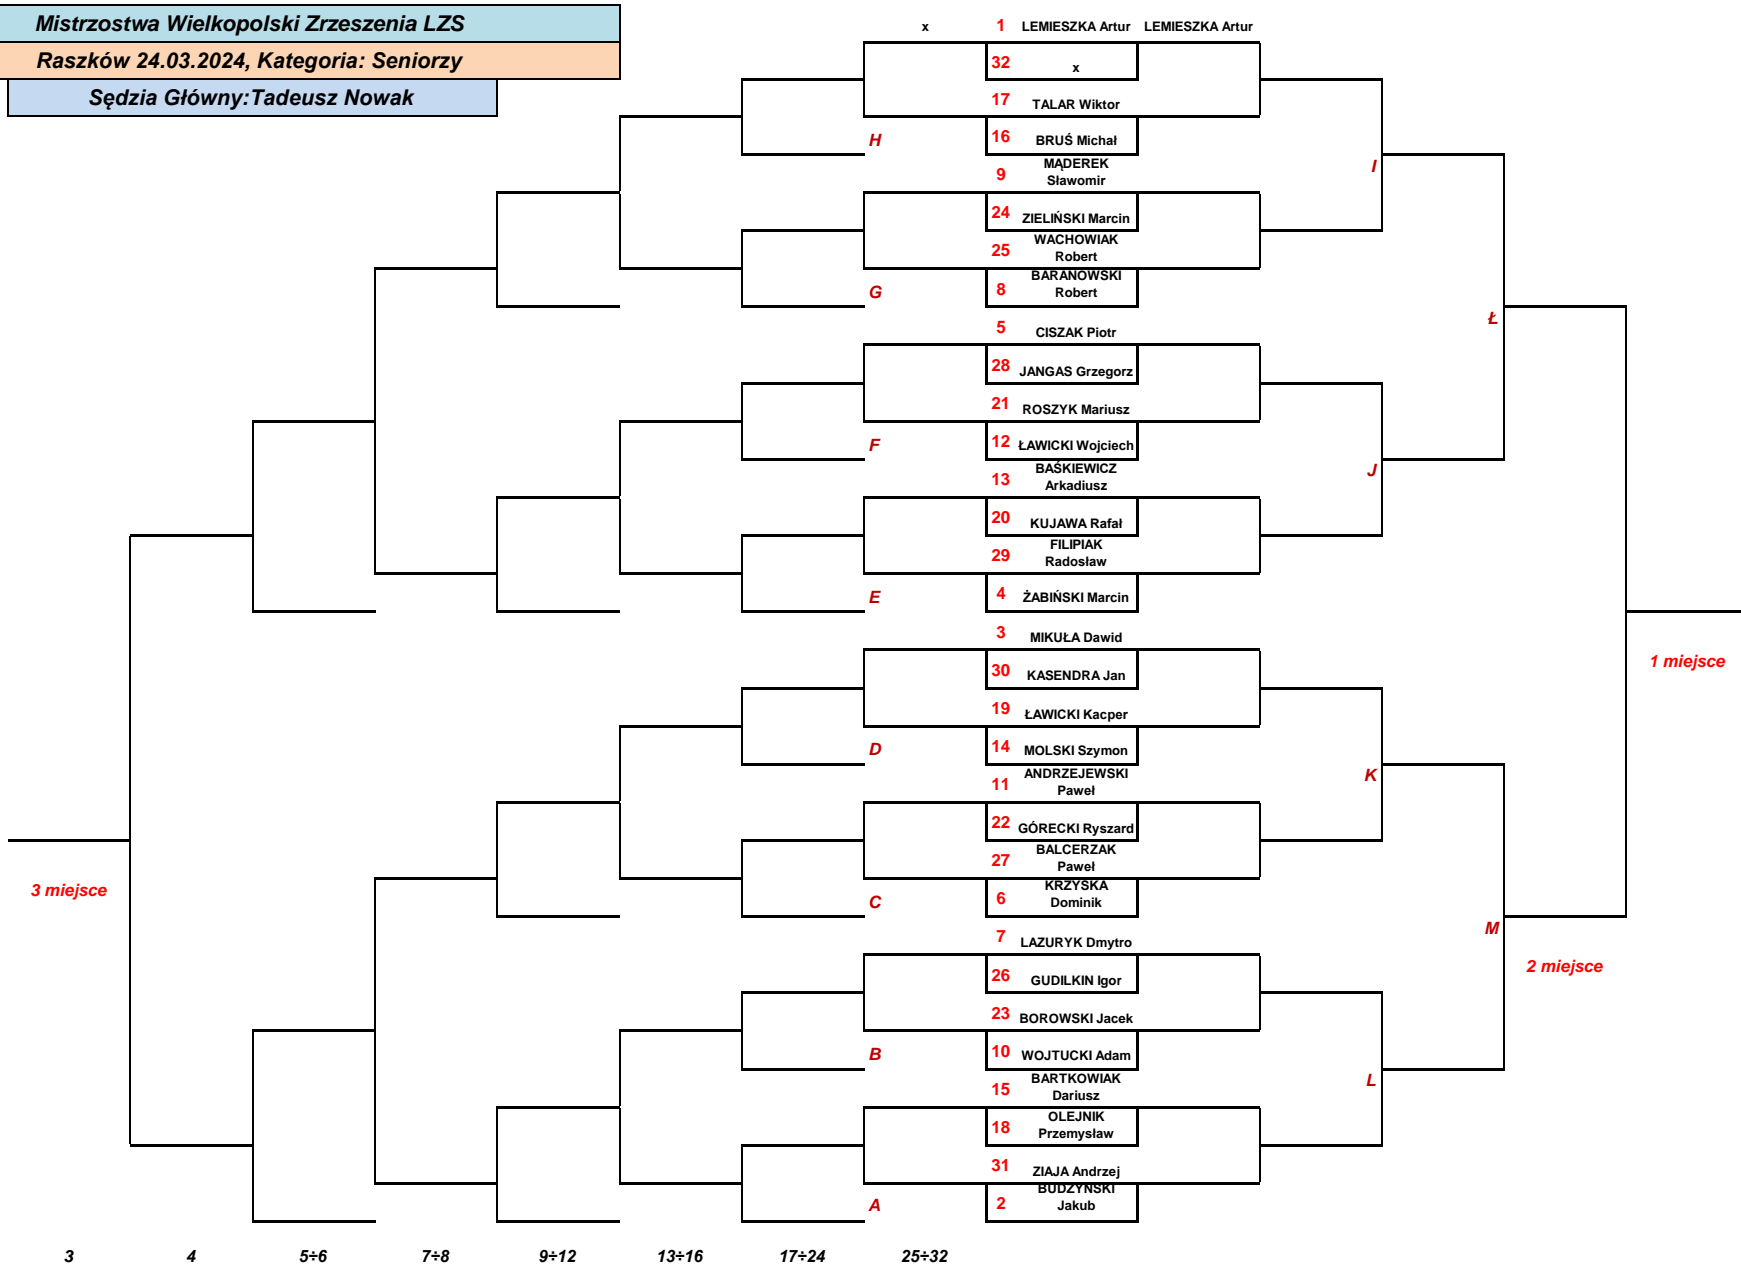 Mistrzostwa Wielkopolski Zrzeszenia LZS
Raszków 24.03.2024, Kategoria: Seniorzy
Sędzia Główny:Tadeusz Nowak
x 1 LEMIESZKA Artur LEMIESZKA Artur
32 x
17 TALAR Wiktor
H 16 BRUŚ Michał
9 MĄDEREK
Sławomir
I
24 ZIELIŃSKI Marcin
25 WACHOWIAK
Robert
G 8 BARANOWSKI
Robert
5 CISZAK Piotr
Ł
28 JANGAS Grzegorz
21 ROSZYK Mariusz
F 12 ŁAWICKI Wojciech
13 BAŚKIEWICZ
Arkadiusz
J
20 KUJAWA Rafał
29 FILIPIAK
Radosław
E 4 ŻABIŃSKI Marcin
3 MIKUŁA Dawid
1 miejsce
30 KASENDRA Jan
19 ŁAWICKI Kacper
D 14 MOLSKI Szymon
11 ANDRZEJEWSKI
Paweł
K
22 GÓRECKI Ryszard
27 BALCERZAK
Paweł
3 miejsce
C 6 KRZYSKA
Dominik
M
7 LAZURYK Dmytro
2 miejsce
26 GUDILKIN Igor
23 BOROWSKI Jacek
B 10 WOJTUCKI Adam
15 BARTKOWIAK
Dariusz
L
18 OLEJNIK
Przemysław
31 ZIAJA Andrzej
A 2 BUDZYŃSKI
Jakub
3 4 5÷6 7÷8 9÷12 13÷16 17÷24 25÷32